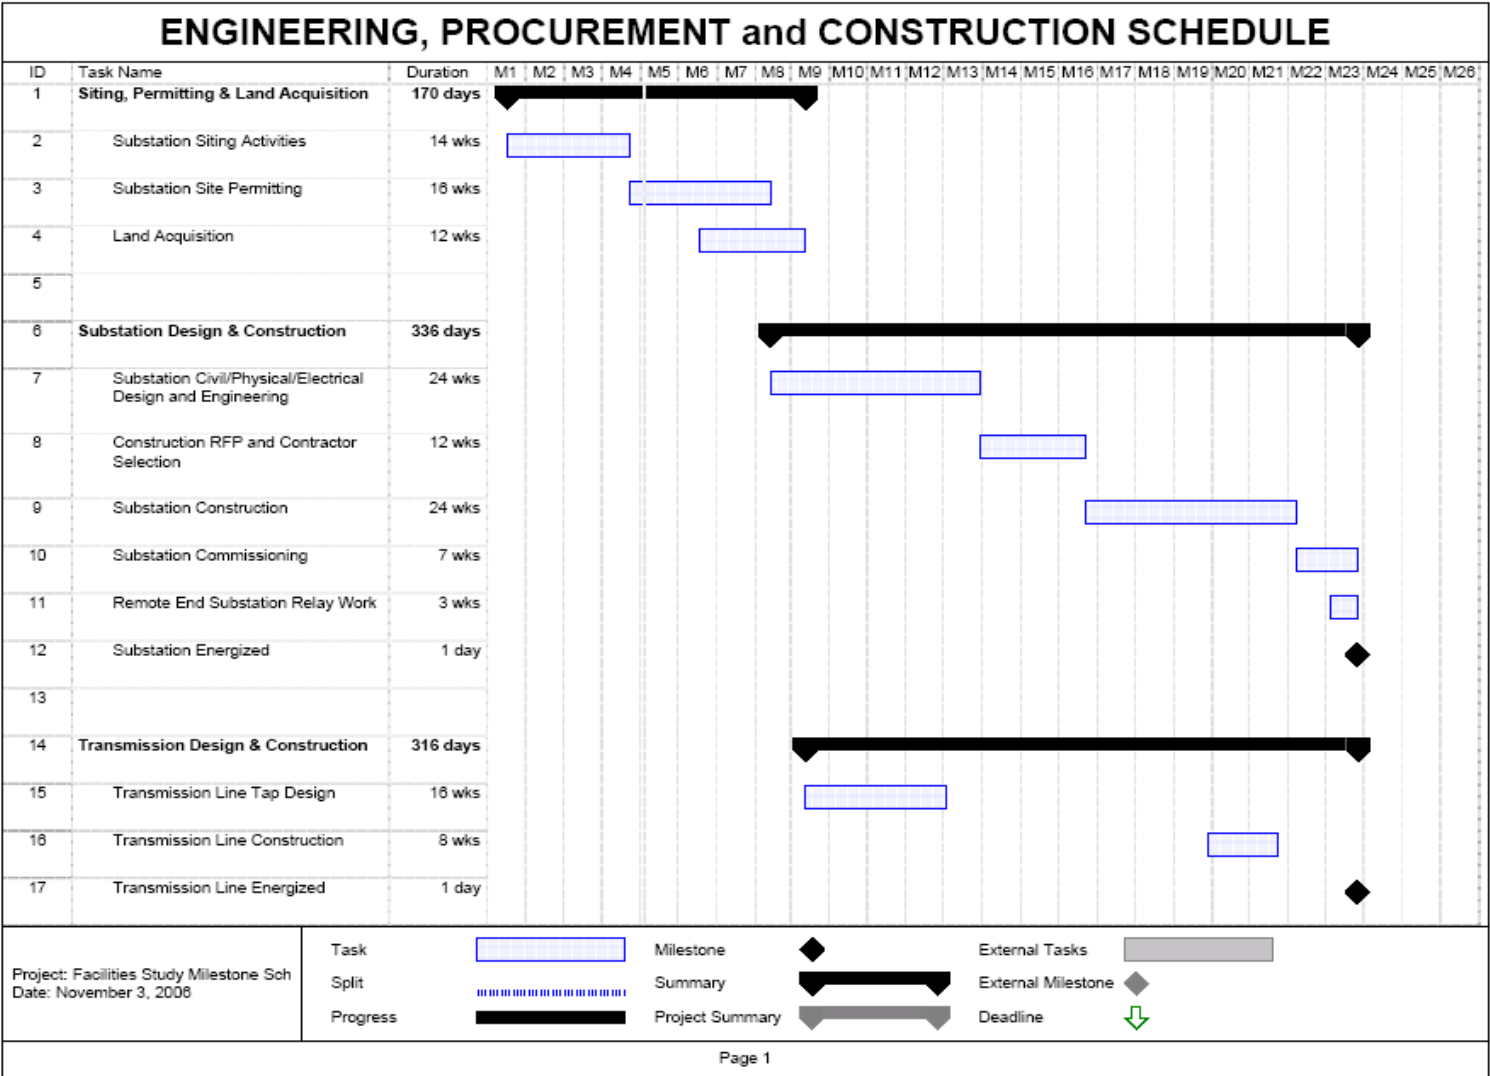 ENGINEERING, PROCUREMENT and CONSTRUCTION SCHEDULE
ID Task Name Duration M1 M2 M3 M4 M5 M6 M7 M8 M9 M10 M11 M12 M13 M14 M15 M16 M17 M18 M19 M20 M21 M22 M23 M24 M25 M26
1 Siting, Permitting & Land Acquisition 170 days
2 Substation Siting Activities 14 wks
3 Substation Site Permitting 16 wks
4 Land Acquisition 12 wks
5
6 Substation Design & Construction 336 days
7 Substation Civil/Physical/Electrical 24 wks
Design and Engineering
8 Construction RFP and Contractor 12 wks
Selection
9 Substation Construction 24 wks
10 Substation Commissioning 7 wks
11 Remote End Substation Relay Work 3 wks
12 Substation Energized 1 day
13
14 Transmission Design & Construction 316 days
15 Transmission Line Tap Design 16 wks
16 Transmission Line Construction 8 wks
17 Transmission Line Energized 1 day
Project: Facilities Study Milestone Sch
Date: November 3, 2006
Task Milestone External Tasks
Split Summary External Milestone
Progress Project Summary Deadline
Page 1